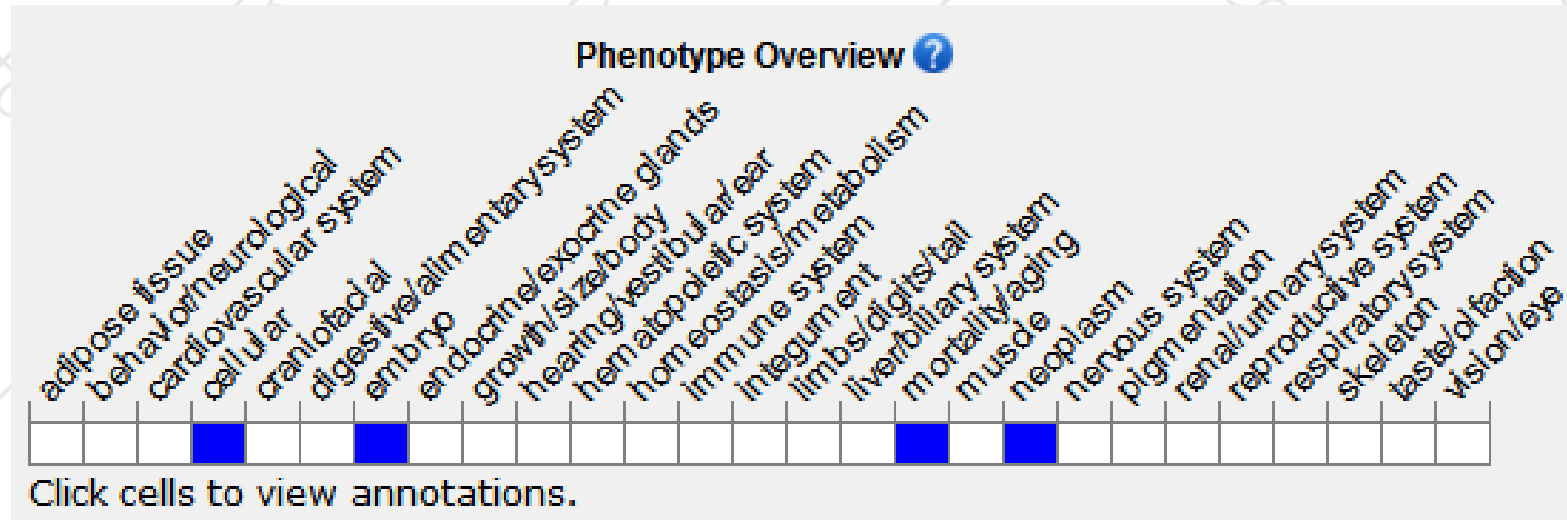 Phenotype Overview ?
adipose tissue
behavior/neurological
cardiovascular system
cellular
craniofacial
digestive/alimentary system
embryo
endocrine/exocrine glands
growth/size/body
hearing/vestibular/ear
hematopoietic system
homeostasis/metabolism
immune system
integument
limbs/digits/tail
liver/biliary system
mortality/aging
muscle
neoplasm
nervous system
pigmentation
renal/urinary system
reproductive system
respiratory system
skeleton
taste/olfaction
vision/eye
Click cells to view annotations.